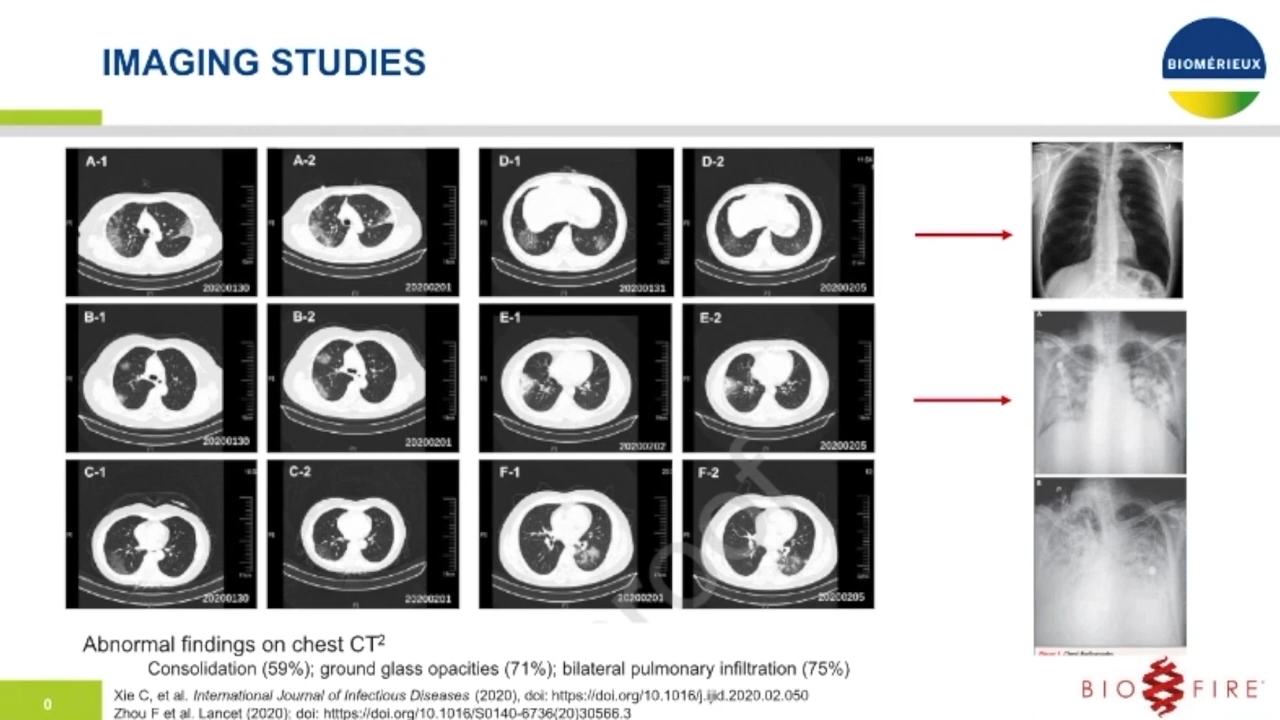 IMAGING STUDIES
BIOMÉRIEUX
A-1
A-2
D-1
D-2
20200130
20200201
20200131
20200205
B-1
B-2
E-1
E-2
20200130
20200201
20200202
20200205
C-1
C-2
F-1
F-2
20200130
20200201
20200201
20200205
Abnormal findings on chest CT2
Consolidation (59%); ground glass opacities (71%); bilateral pulmonary infiltration (75%)
0
Xie C, et al. International Journal of Infectious Diseases (2020), doi: https://doi.org/10.1016/j.ijid.2020.02.050
Zhou F et al. Lancet (2020); doi: htttps://doi.org/10.1016/S0140-6736(20)30566.3
BIO FIRE